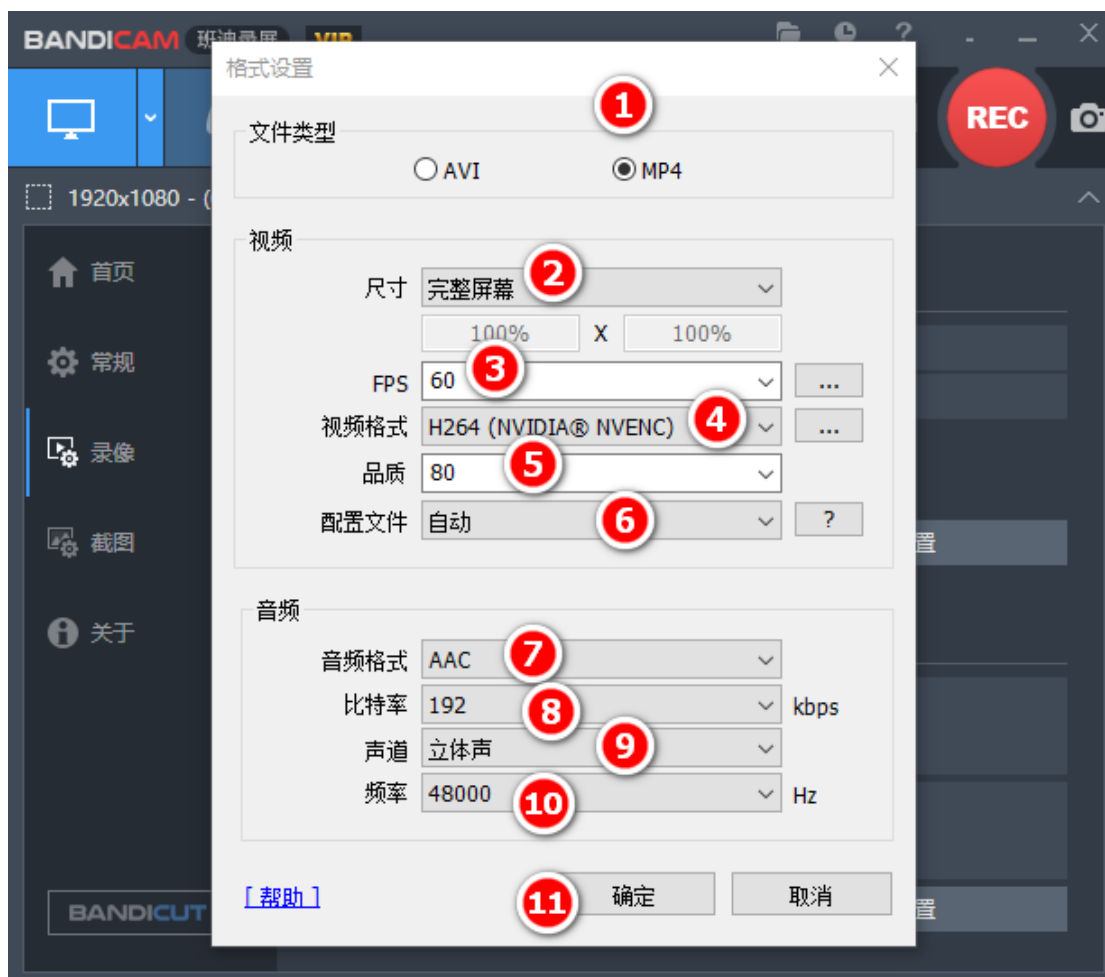 BANDICAM 班迪录屏 VIP
格式设置
REC
1
文件类型
AVI MP4
1920x1080 - (
视频
首页
2
尺寸 完整屏幕
100% X 100%
常规
3
FPS 60 ...
4
视频格式 H264 (NVIDIA® NVENC) ...
录像
5
品质 80
6
配置文件 自动 ?
截图 置
音频
关于
7
音频格式 AAC
8
比特率 192 kbps
9
声道 立体声
10
频率 48000 Hz
11
[ 帮助 ] 确定 取消
BANDICUT 置